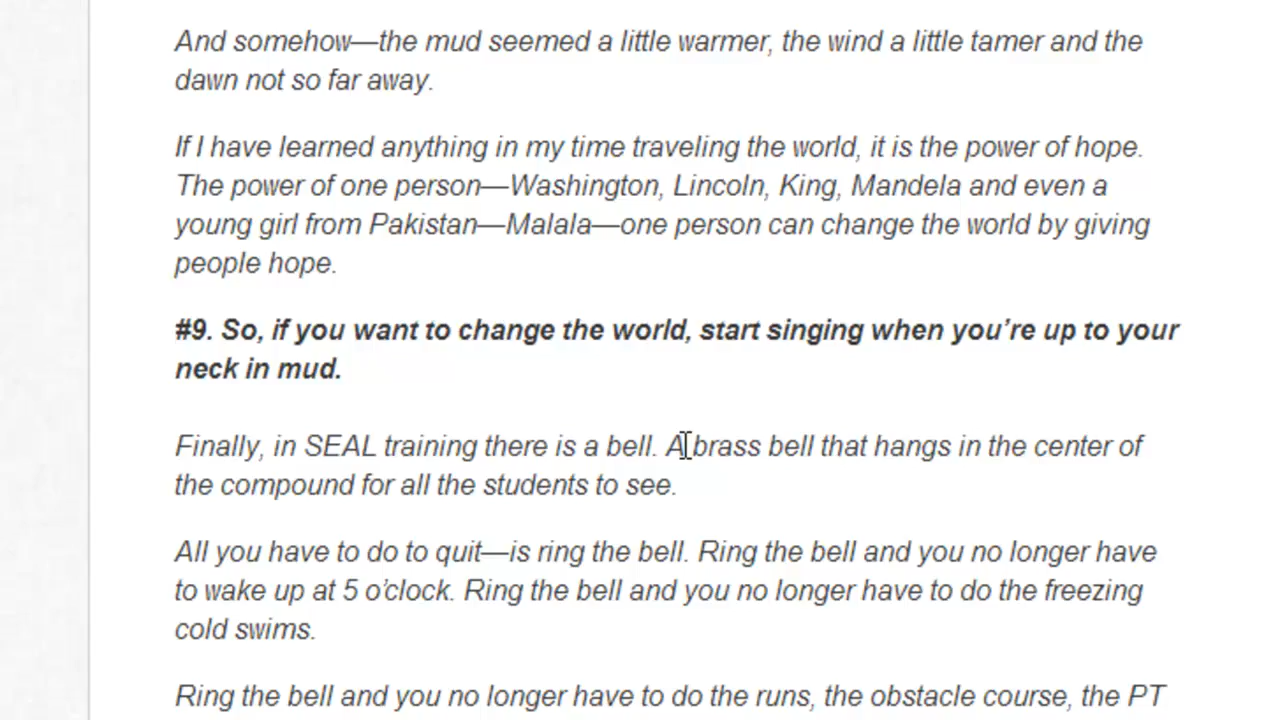 And somehow—the mud seemed a little warmer, the wind a little tamer and the
dawn not so far away.
If I have learned anything in my time traveling the world, it is the power of hope.
The power of one person—Washington, Lincoln, King, Mandela and even a
young girl from Pakistan—Malala—one person can change the world by giving
people hope.
#9. So, if you want to change the world, start singing when you’re up to your
neck in mud.
Finally, in SEAL training there is a bell. A brass bell that hangs in the center of
the compound for all the students to see.
All you have to do to quit—is ring the bell. Ring the bell and you no longer have
to wake up at 5 o’clock. Ring the bell and you no longer have to do the freezing
cold swims.
Ring the bell and you no longer have to do the runs, the obstacle course, the PT